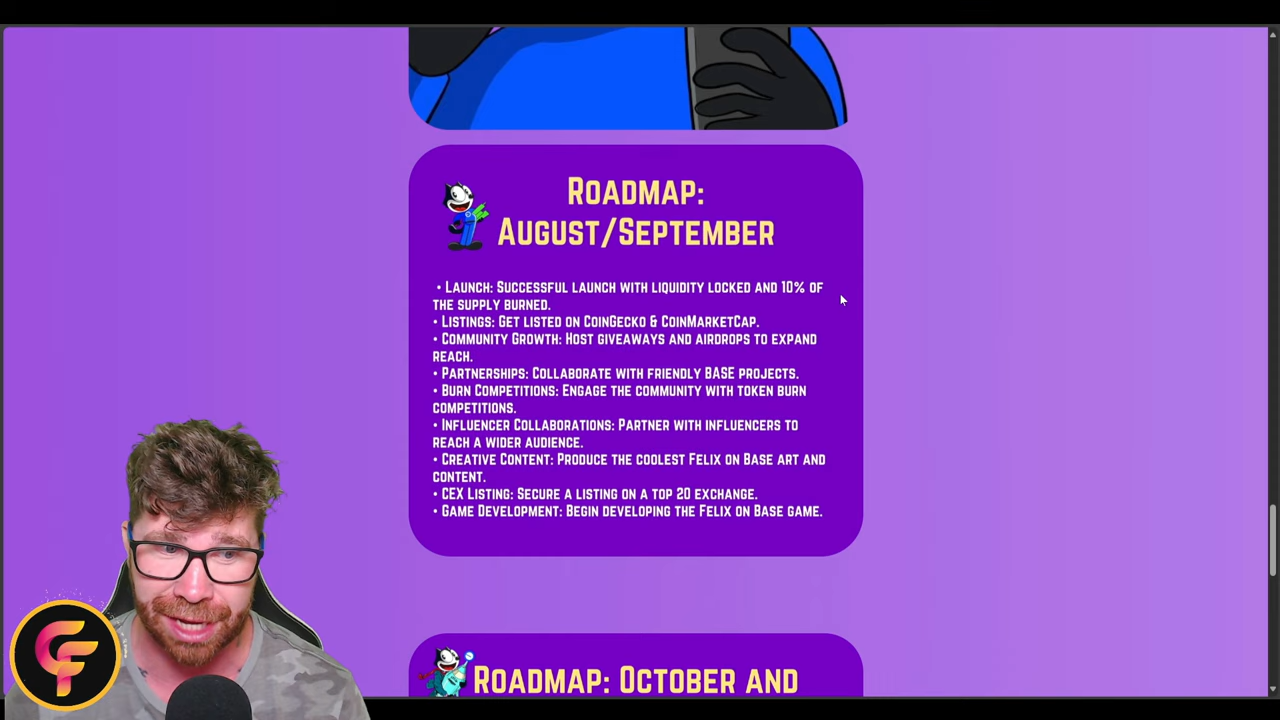 Roadmap:
August/September
• Launch: Successful launch with liquidity locked and 10% of
the supply burned.
• Listings: Get listed on CoinGecko & CoinMarketCap.
• Community Growth: Host giveaways and airdrops to expand
reach.
• Partnerships: Collaborate with friendly BASE projects.
• Burn Competitions: Engage the community with token burn
competitions.
• Influencer Collaborations: Partner with influencers to
reach a wider audience.
• Creative Content: Produce the coolest Felix on Base art and
content.
• CEX Listing: Secure a listing on a top 20 exchange.
• Game Development: Begin developing the Felix on Base game.
Roadmap: October and